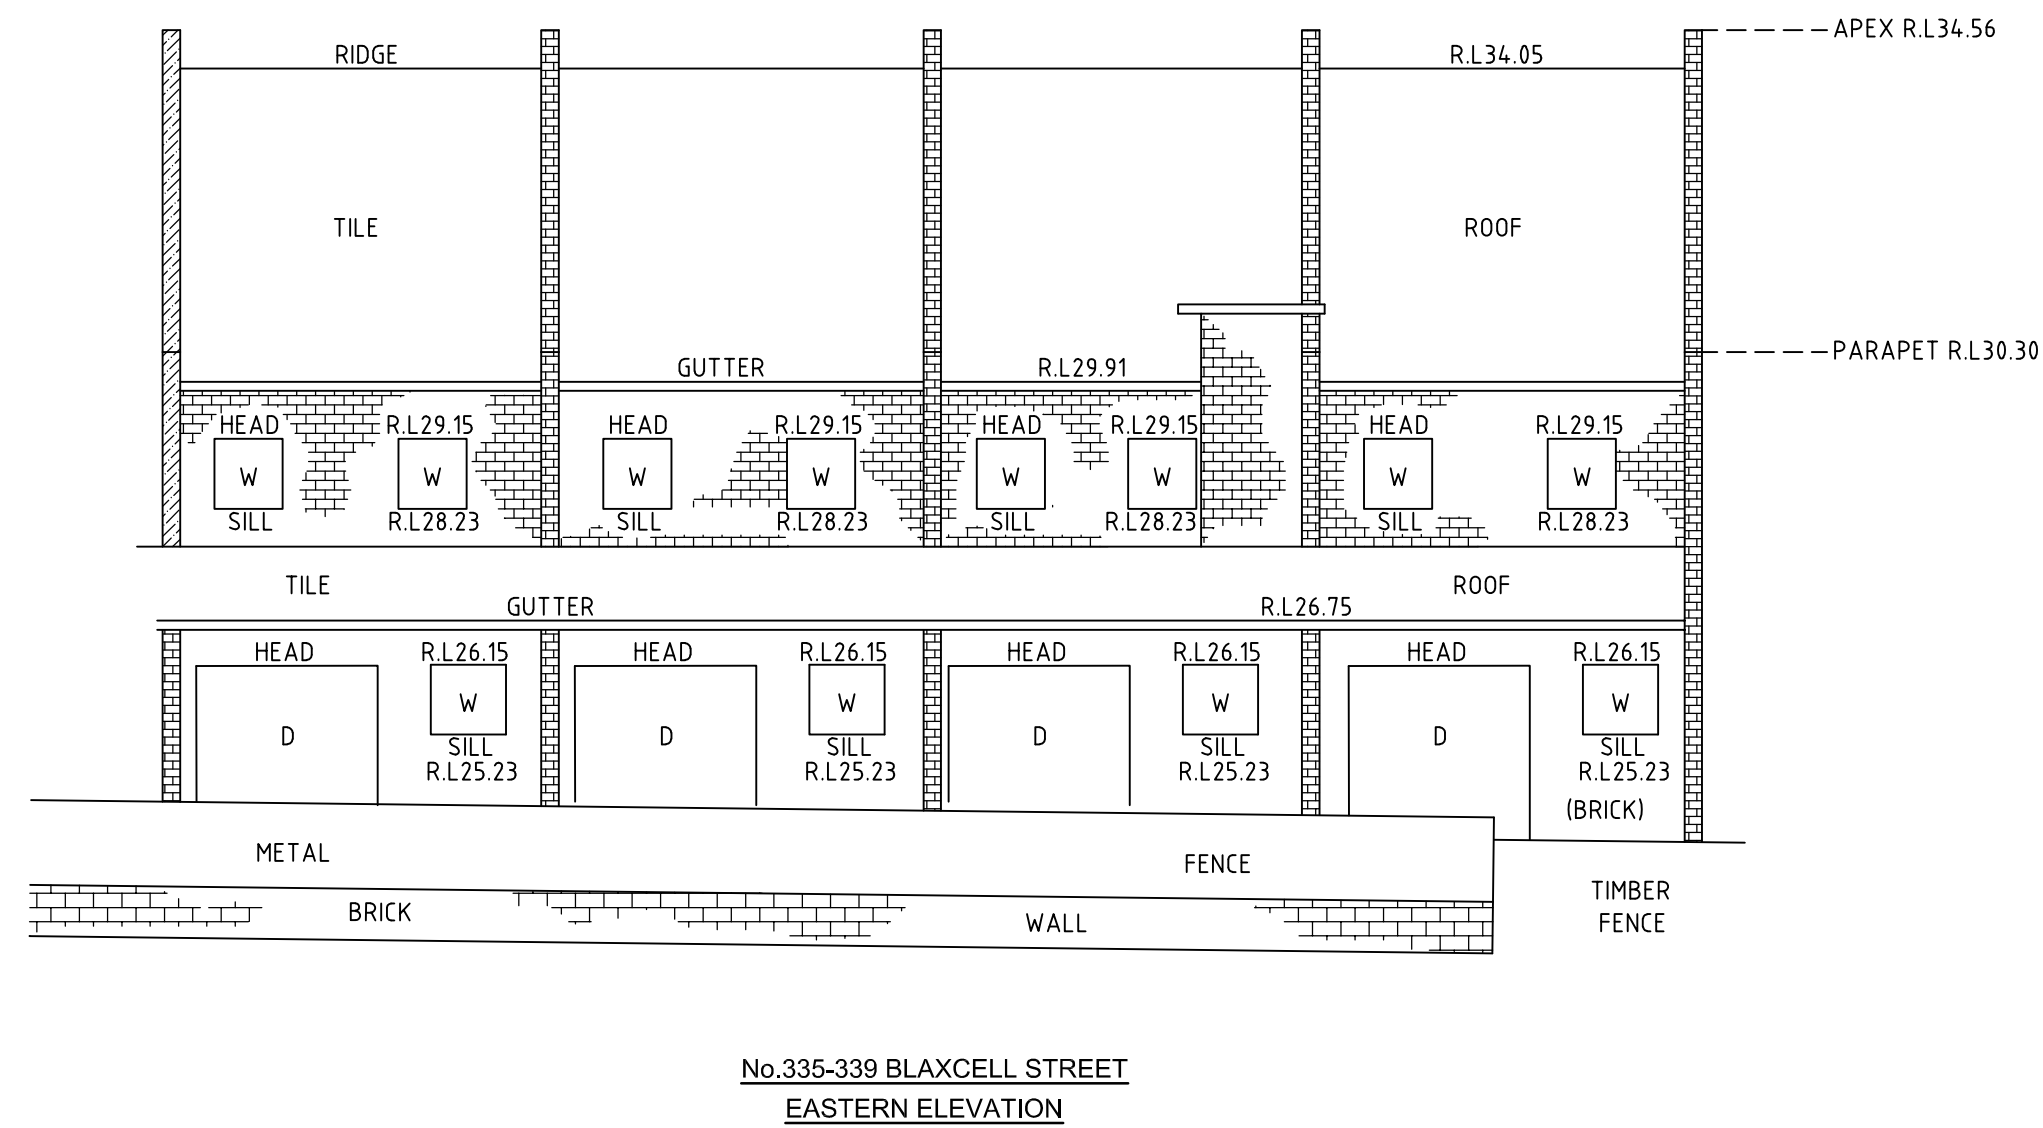 APEX R.L34.56
RIDGE R.L34.05
TILE ROOF
PARAPET R.L30.30
GUTTER R.L29.91
HEAD R.L29.15 HEAD R.L29.15 HEAD R.L29.15 HEAD R.L29.15
W W W W W W W W
SILL R.L28.23 SILL R.L28.23 SILL R.L28.23 SILL R.L28.23
TILE ROOF
GUTTER R.L26.75
HEAD R.L26.15 HEAD R.L26.15 HEAD R.L26.15 HEAD R.L26.15
W W W W
D D D D
SILL SILL SILL SILL
R.L25.23 R.L25.23 R.L25.23 R.L25.23
(BRICK)
METAL FENCE
TIMBER
FENCE
BRICK WALL
No.335-339 BLAXCELL STREET
EASTERN ELEVATION